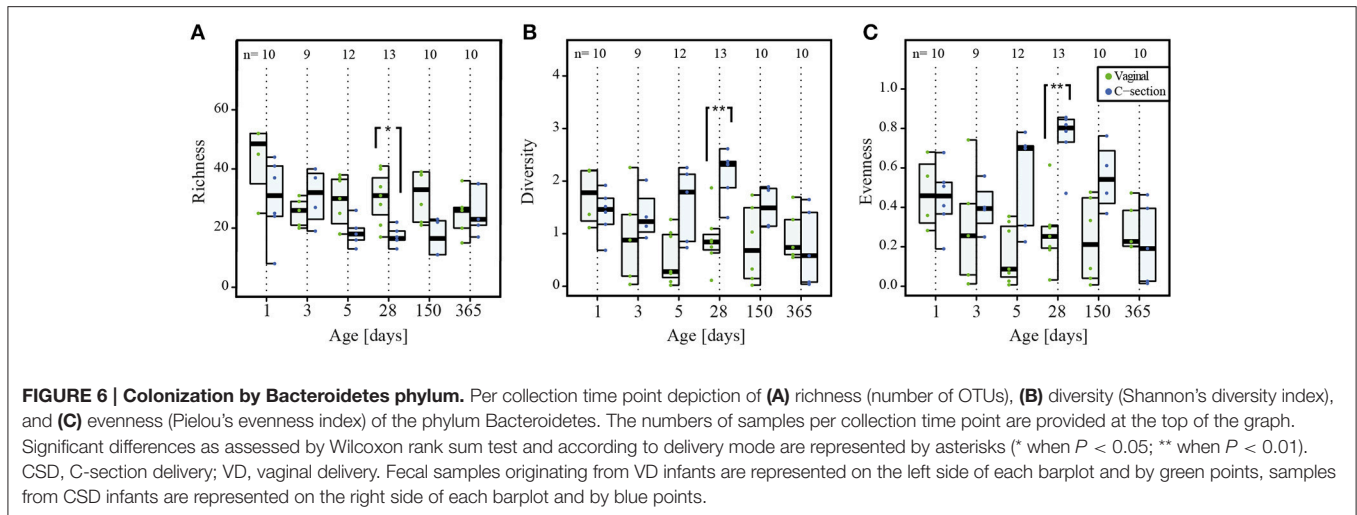 A
B
C
n= 10 9 12 13 10 10
n= 10 9 12 13 10 10
n= 10 9 12 13 10 10
Vaginal
C−section
*
**
**
60
40
20
0
Richness
4
3
2
1
0
Diversity
1.0
0.8
0.6
0.4
0.2
0.0
Evenness
1 3 5 28 150 365
1 3 5 28 150 365
1 3 5 28 150 365
Age [days]
Age [days]
Age [days]
FIGURE 6 | Colonization by Bacteroidetes phylum. Per collection time point depiction of (A) richness (number of OTUs), (B) diversity (Shannon's diversity index),
and (C) evenness (Pielou's evenness index) of the phylum Bacteroidetes. The numbers of samples per collection time point are provided at the top of the graph.
Significant differences as assessed by Wilcoxon rank sum test and according to delivery mode are represented by asterisks (* when P < 0.05; ** when P < 0.01).
CSD, C-section delivery; VD, vaginal delivery. Fecal samples originating from VD infants are represented on the left side of each barplot and by green points, samples
from CSD infants are represented on the right side of each barplot and by blue points.